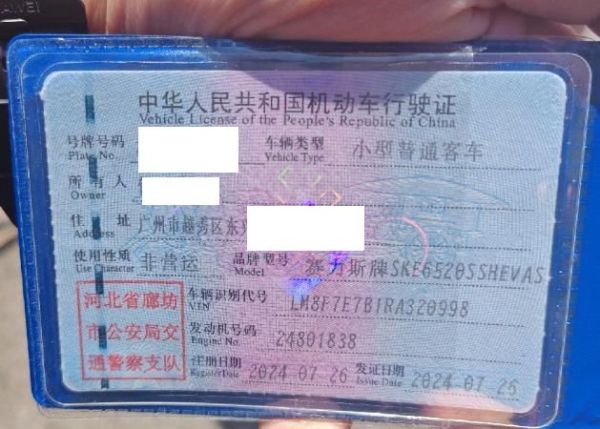 中华人民共和国机动车行驶证
Vehicle License of the People's Republic of China
号牌号码 车辆类型 小型普通客车
Plate No. Vehicle Type
所有人
Owner
住址 广州市越秀区东
Address
使用性质 非营运 品牌型号 赛力斯牌SKE6520SSHEVAS
Use Character Model
河北省廊坊
市公安局交
通警察支队
车辆识别代号 LM8F7E7B1RA320998
VIN
发动机号码 24801838
Engine No.
注册日期 2024 07 26 发证日期 2024 07 26
Register Date Issue Date